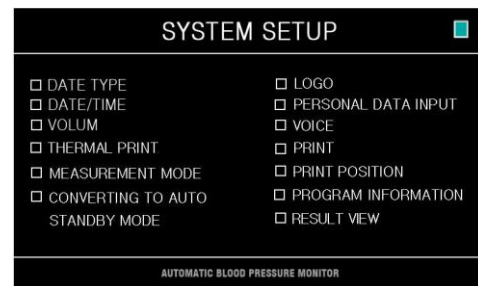 SYSTEM SETUP
DATE TYPE
DATE/TIME
VOLUM
THERMAL PRINT
MEASUREMENT MODE
CONVERTING TO AUTO
STANDBY MODE
LOGO
PERSONAL DATA INPUT
VOICE
PRINT
PRINT POSITION
PROGRAM INFORMATION
RESULT VIEW
AUTOMATIC BLOOD PRESSURE MONITOR